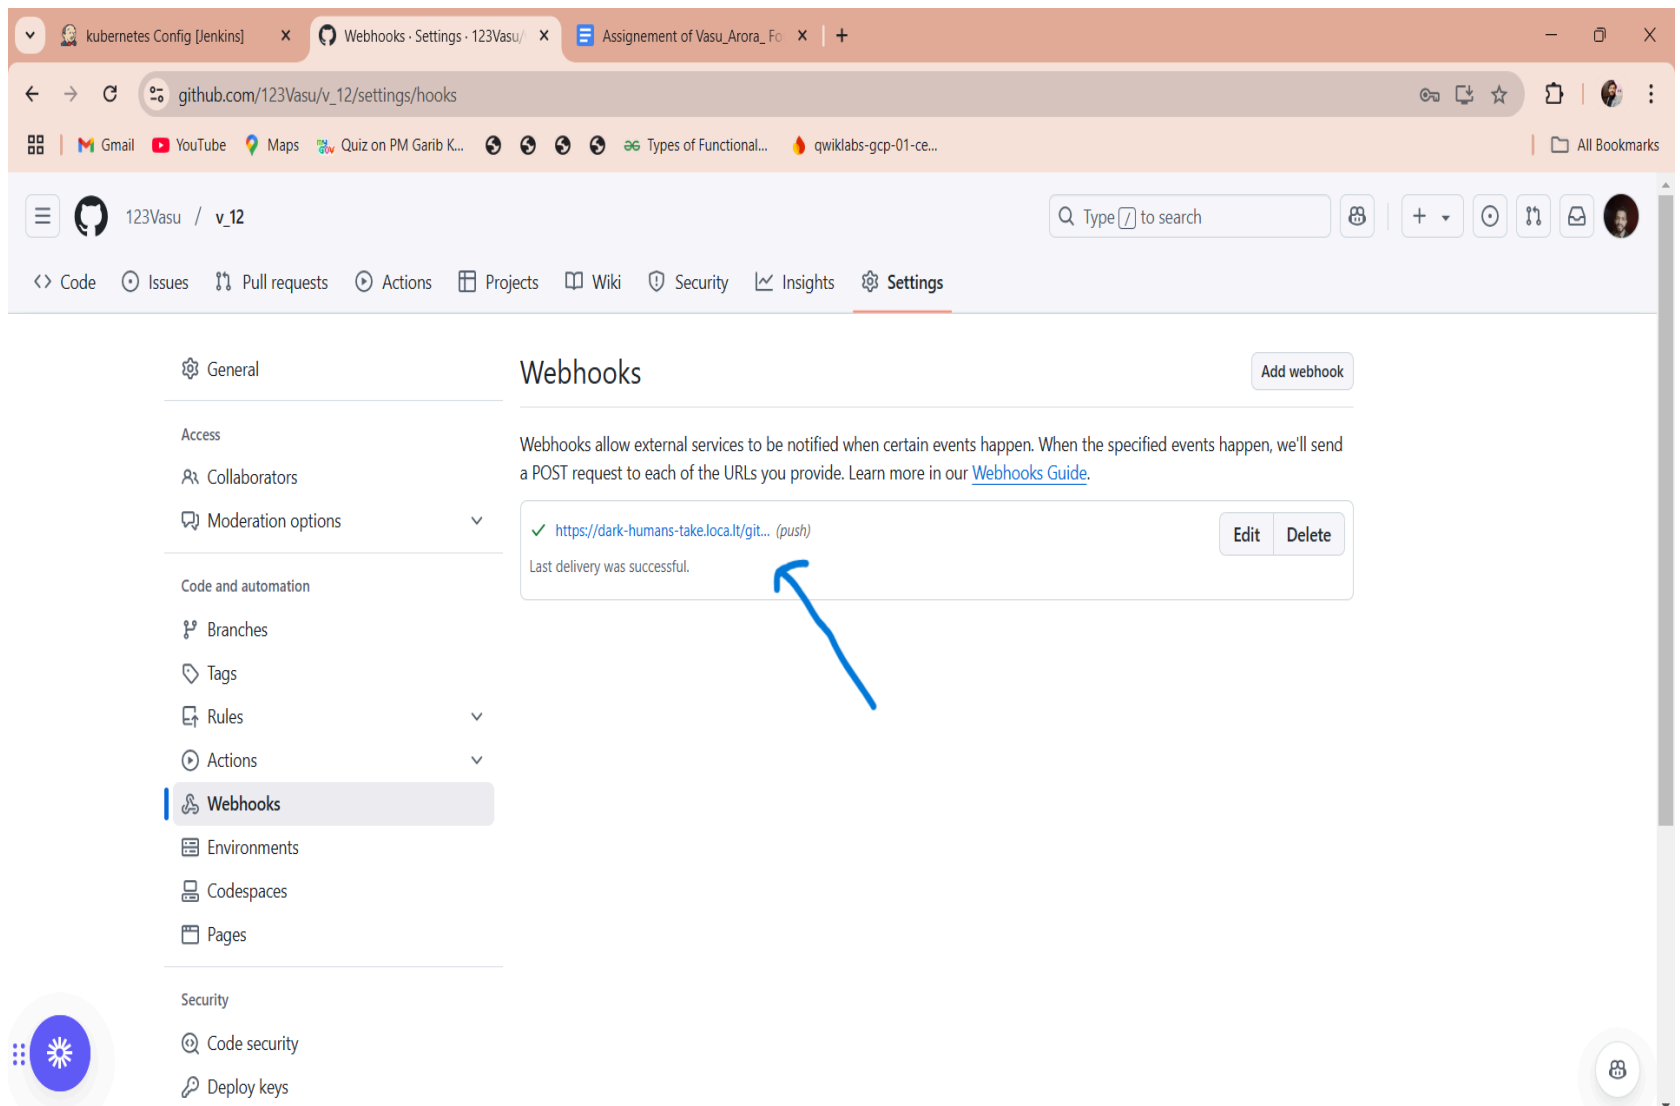 kubernetes Config [Jenkins]
Webhooks · Settings · 123Vasu/
Assignement of Vasu_Arora_ Fo
github.com/123Vasu/v_12/settings/hooks
Gmail
YouTube
Maps
Quiz on PM Garib K...
Types of Functional...
qwiklabs-gcp-01-ce...
All Bookmarks
123Vasu / v_12
Type / to search
Code
Issues
Pull requests
Actions
Projects
Wiki
Security
Insights
Settings
General
Access
Collaborators
Moderation options
Code and automation
Branches
Tags
Rules
Actions
Webhooks
Environments
Codespaces
Pages
Security
Code security
Deploy keys
Webhooks
Add webhook
Webhooks allow external services to be notified when certain events happen. When the specified events happen, we'll send
a POST request to each of the URLs you provide. Learn more in our Webhooks Guide.
https://dark-humans-take.loca.lt/git... (push)
Edit
Delete
Last delivery was successful.